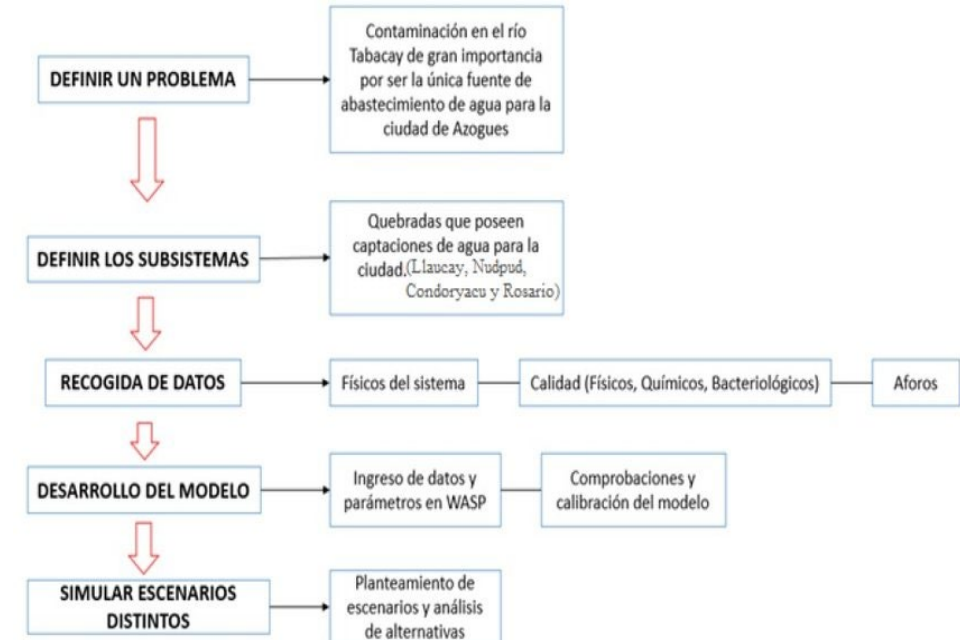 DEFINIR UN PROBLEMA
Contaminación en el río
Tabacay de gran importancia
por ser la única fuente de
abastecimiento de agua para la
ciudad de Azogues
DEFINIR LOS SUBSISTEMAS
Quebradas que poseen
captaciones de agua para la
ciudad.(Llaucay, Nudpud,
Condoryacu y Rosario)
RECOGIDA DE DATOS
Físicos del sistema
Calidad (Físicos, Químicos, Bacteriológicos)
Aforos
DESARROLLO DEL MODELO
Ingreso de datos y
parámetros en WASP
Comprobaciones y
calibración del modelo
SIMULAR ESCENARIOS
DISTINTOS
Planteamiento de
escenarios y análisis
de alternativas